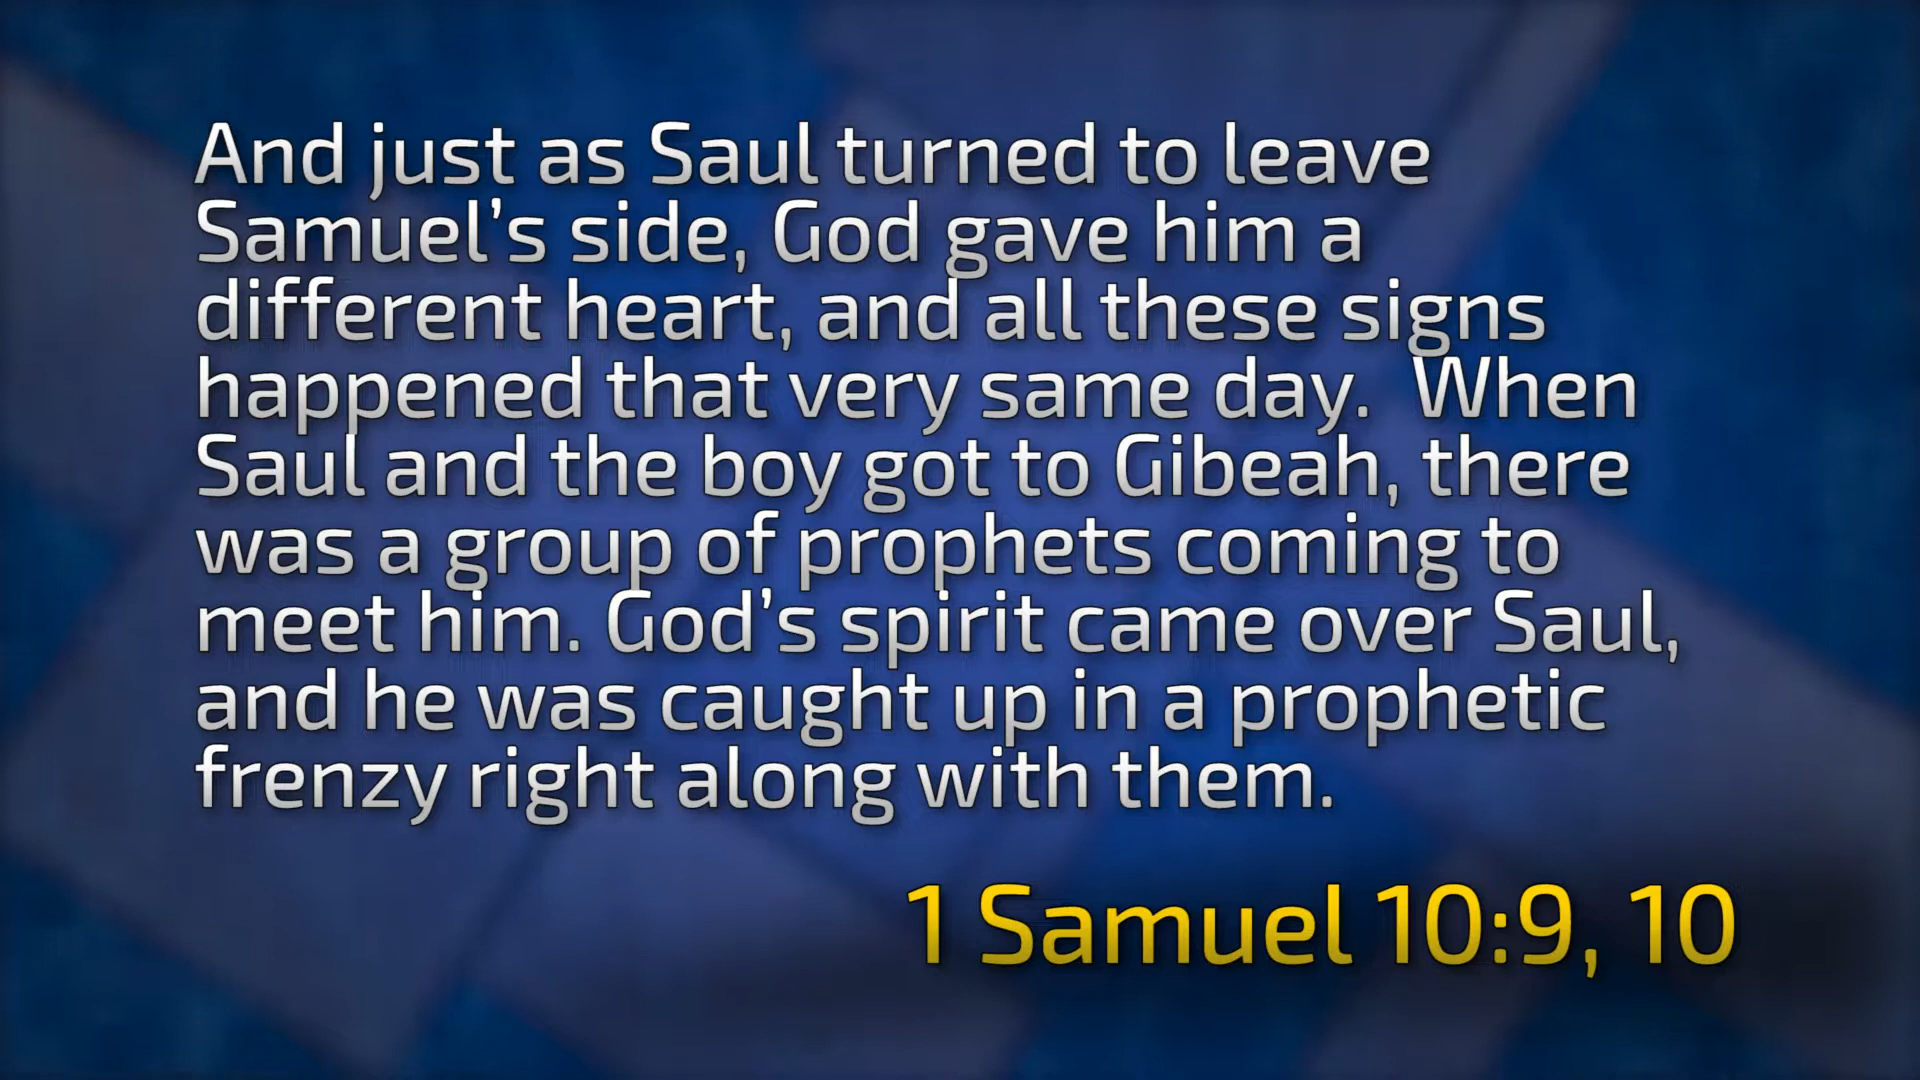 And just as Saul turned to leave
Samuel’s side, God gave him a
different heart, and all these signs
happened that very same day.  When
Saul and the boy got to Gibeah, there
was a group of prophets coming to
meet him. God’s spirit came over Saul,
and he was caught up in a prophetic
frenzy right along with them.
1 Samuel 10:9, 10